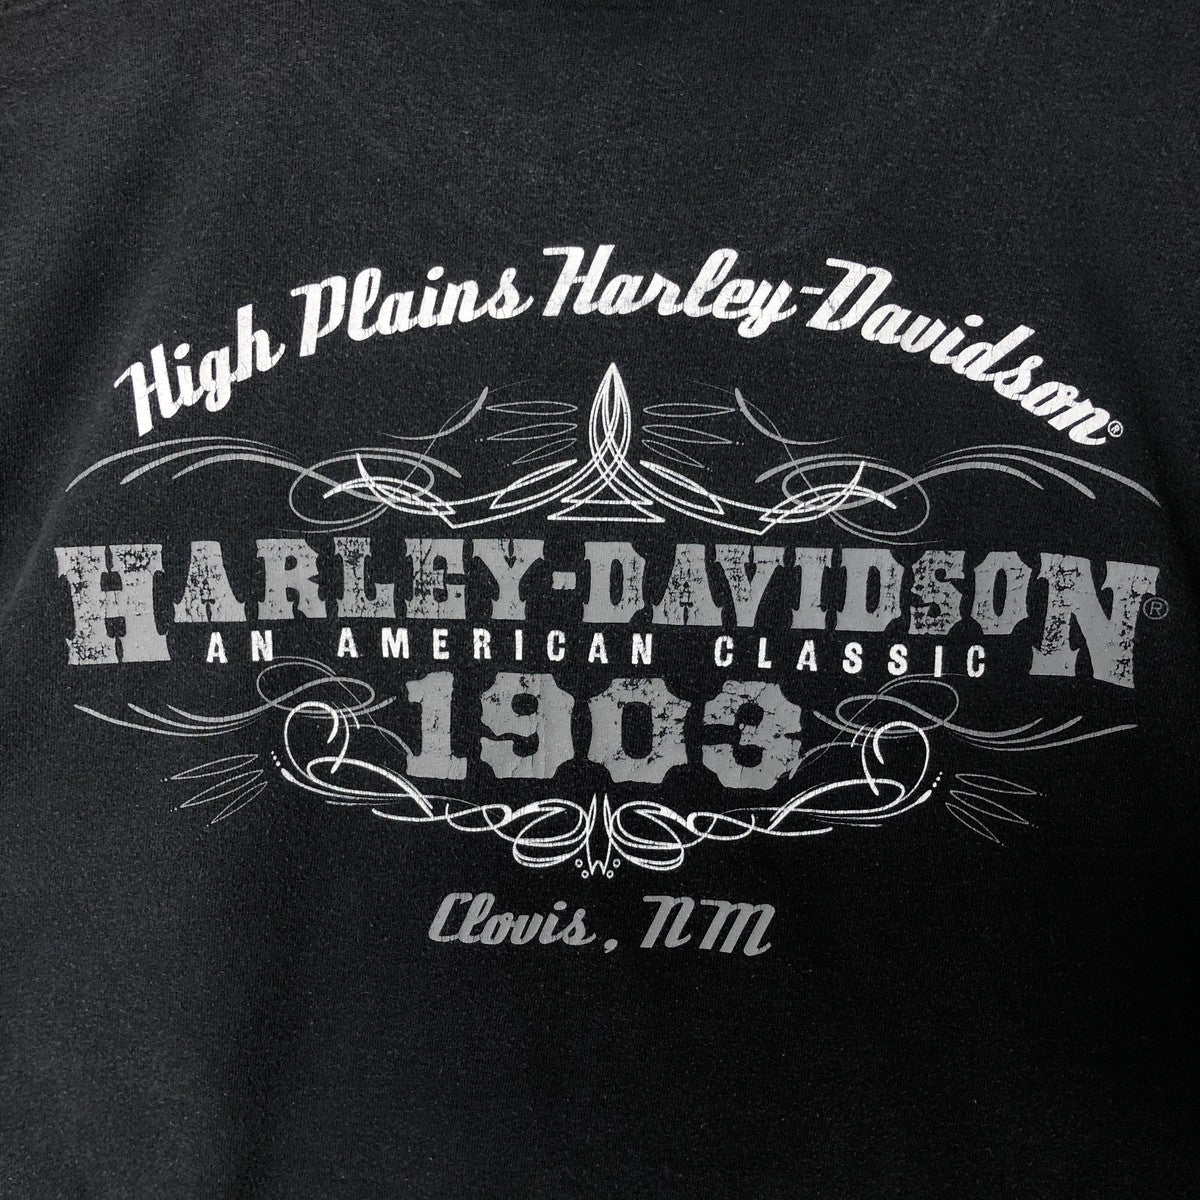 High Plains Harley-Davidson®
HARLEY-DAVIDSON®
AN AMERICAN CLASSIC
1903
Clovis, NM